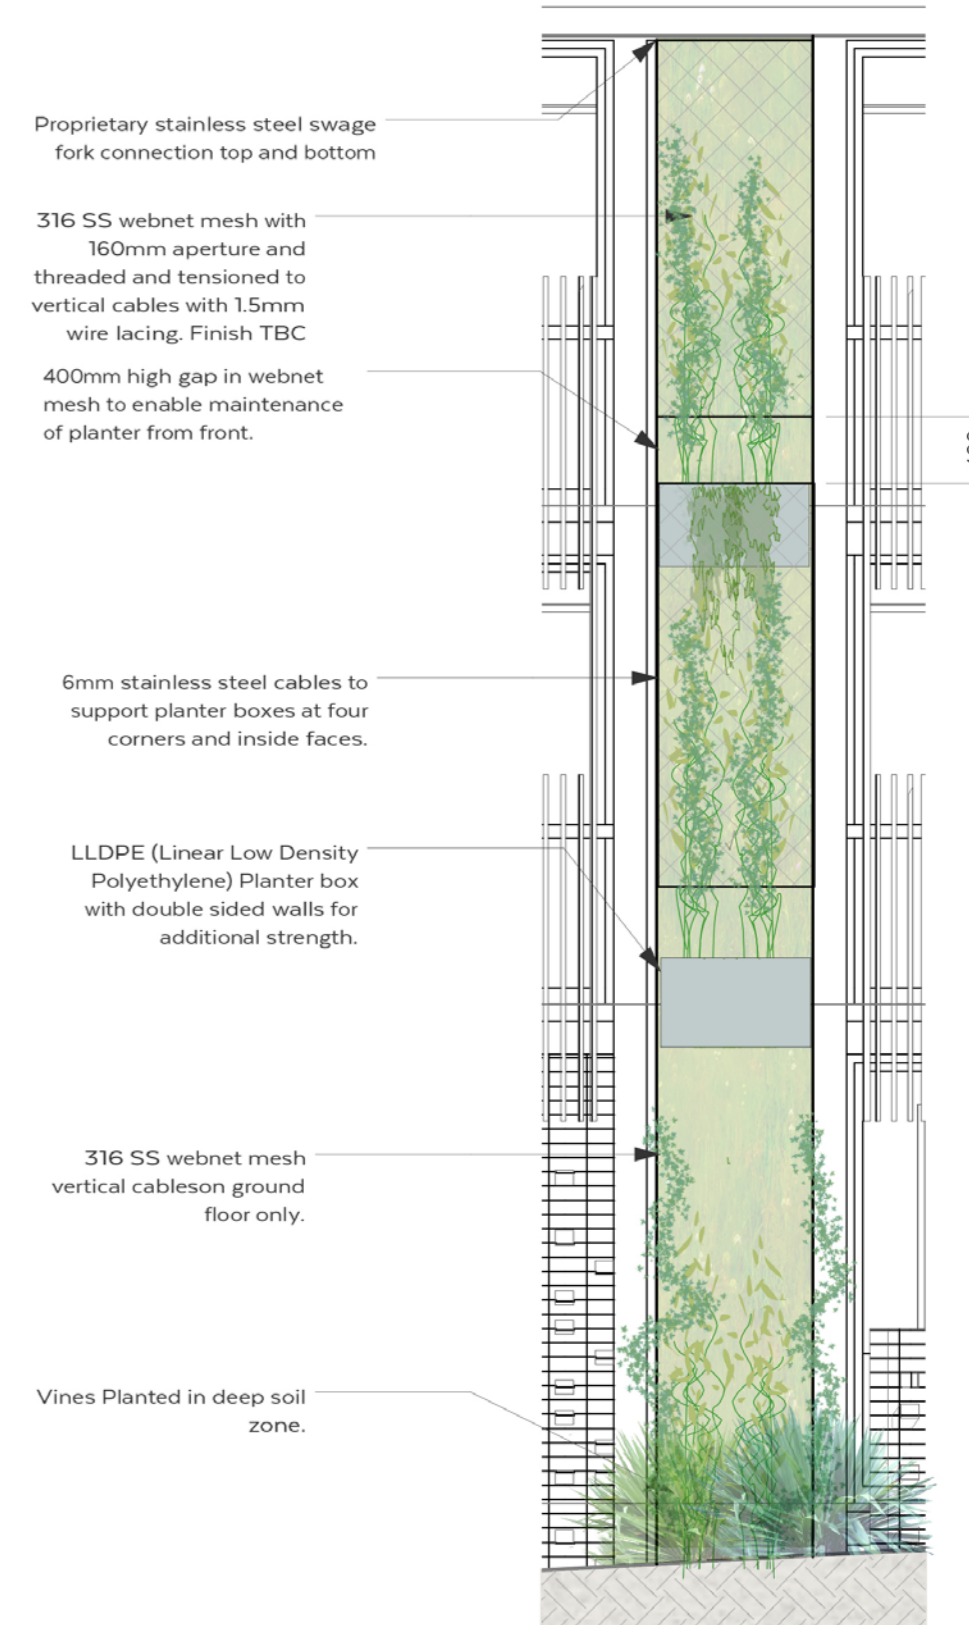 Proprietary stainless steel swage
fork connection top and bottom
316 SS webnet mesh with
160mm aperture and
threaded and tensioned to
vertical cables with 1.5mm
wire lacing. Finish TBC
400mm high gap in webnet
mesh to enable maintenance
of planter from front.
6mm stainless steel cables to
support planter boxes at four
corners and inside faces.
LLDPE (Linear Low Density
Polyethylene) Planter box
with double sided walls for
additional strength.
316 SS webnet mesh
vertical cableson ground
floor only.
Vines Planted in deep soil
zone.